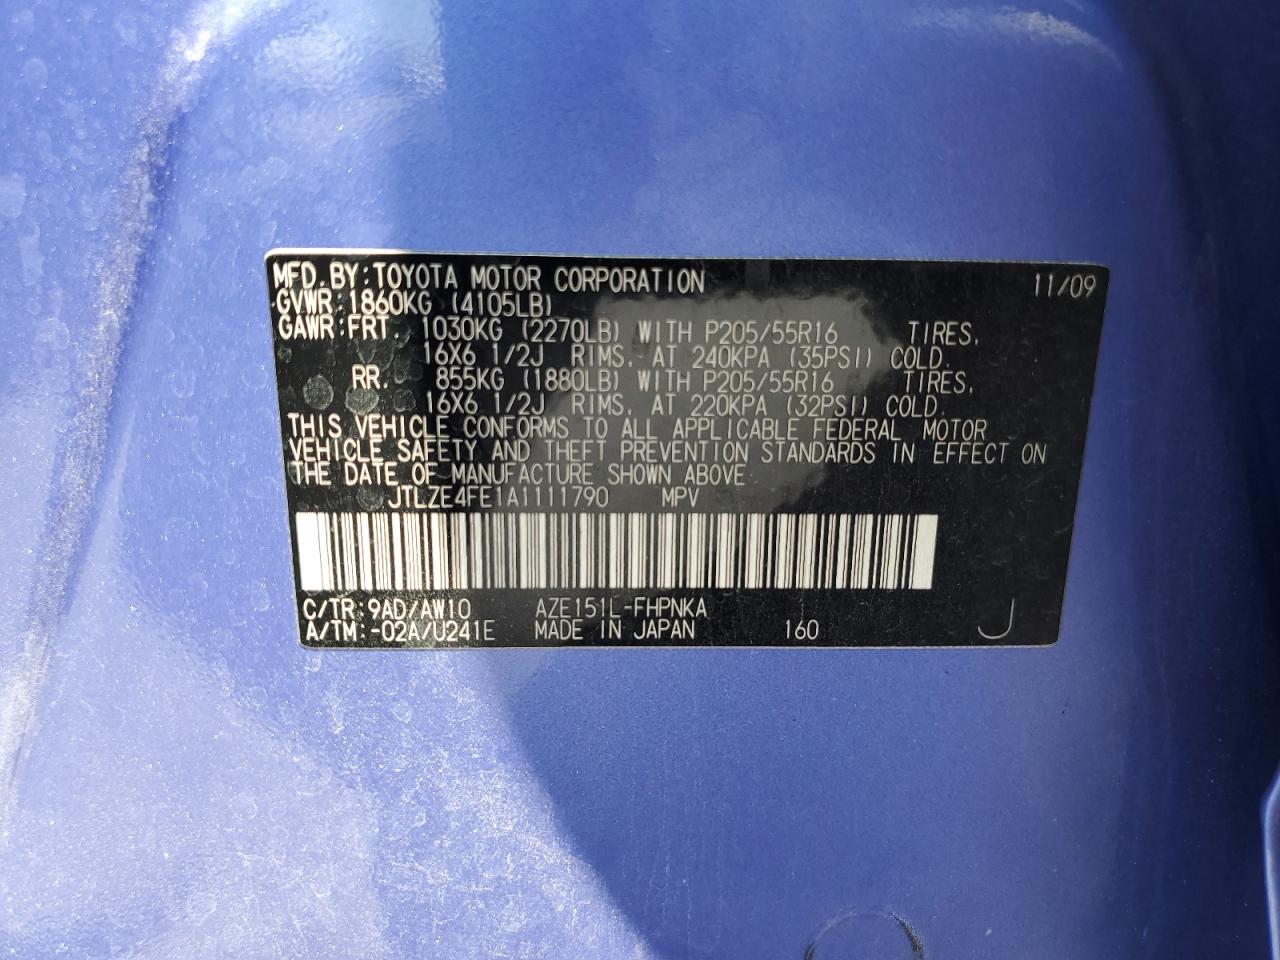 MFD. BY: TOYOTA MOTOR CORPORATION 11/09
GVWR: 1860KG (4105LB)
GAWR: FRT. 1030KG (2270LB) WITH P205/55R16 TIRES,
16X6 1/2J RIMS, AT 240KPA (35PSI) COLD.
RR. 855KG (1880LB) WITH P205/55R16 TIRES,
16X6 1/2J RIMS, AT 220KPA (32PSI) COLD.
THIS VEHICLE CONFORMS TO ALL APPLICABLE FEDERAL MOTOR
VEHICLE SAFETY AND THEFT PREVENTION STANDARDS IN EFFECT ON
THE DATE OF MANUFACTURE SHOWN ABOVE
JTLZE4FE1A1111790 MPV
C/TR: 9AD/AW10 AZE151L-FHPNKA
A/TM: -02A/U241E MADE IN JAPAN 160 J